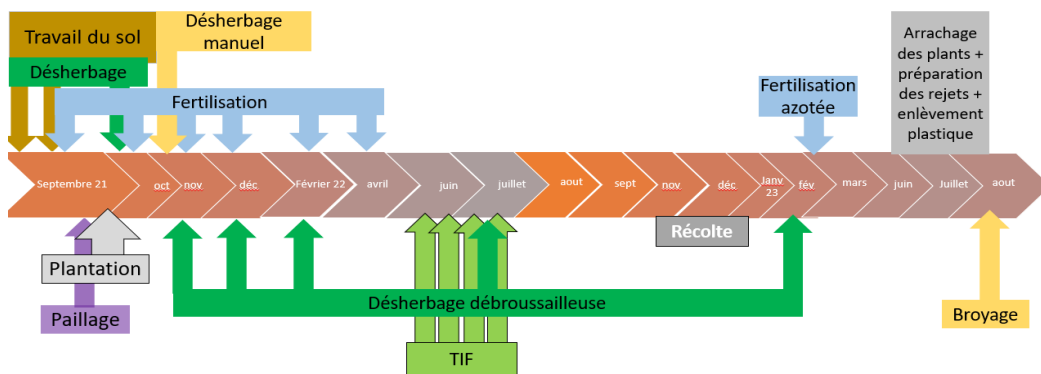 Travail du sol
Désherbage
manuel
Désherbage
Fertilisation
Fertilisation
azotée
Arrachage
des plants +
préparation
des rejets +
enlèvement
plastique
Septembre 21
oct
nov
déc
Février 22
avril
juin
juillet
aout
sept
nov
déc
Janv
23
fév
mars
juin
Juillet
aout
Récolte
Plantation
Désherbage débroussailleuse
Paillage
Broyage
TIF